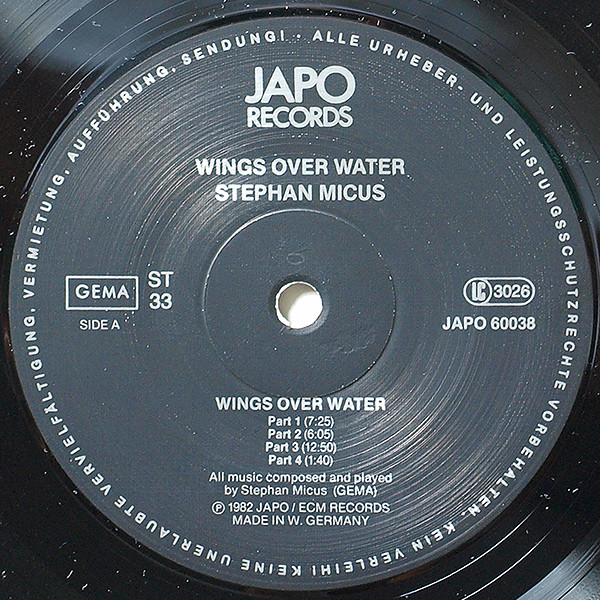 ALLE URHEBER- UND LEISTUNGSSCHUTZRECHTE VORBEHALTEN. KEIN VERLEIH! KEINE UNERLAUBTE VERVIELFÄLTIGUNG, VERMIETUNG, AUFFÜHRUNG, SENDUNG! ·
JAPO
RECORDS
WINGS OVER WATER
STEPHAN MICUS
GEMA
ST
33
SIDE A
LC 3026
JAPO 60038
WINGS OVER WATER
Part 1 (7:25)
Part 2 (6:05)
Part 3 (12:50)
Part 4 (1:40)
All music composed and played
by Stephan Micus (GEMA)
℗ 1982 JAPO / ECM RECORDS
MADE IN W. GERMANY